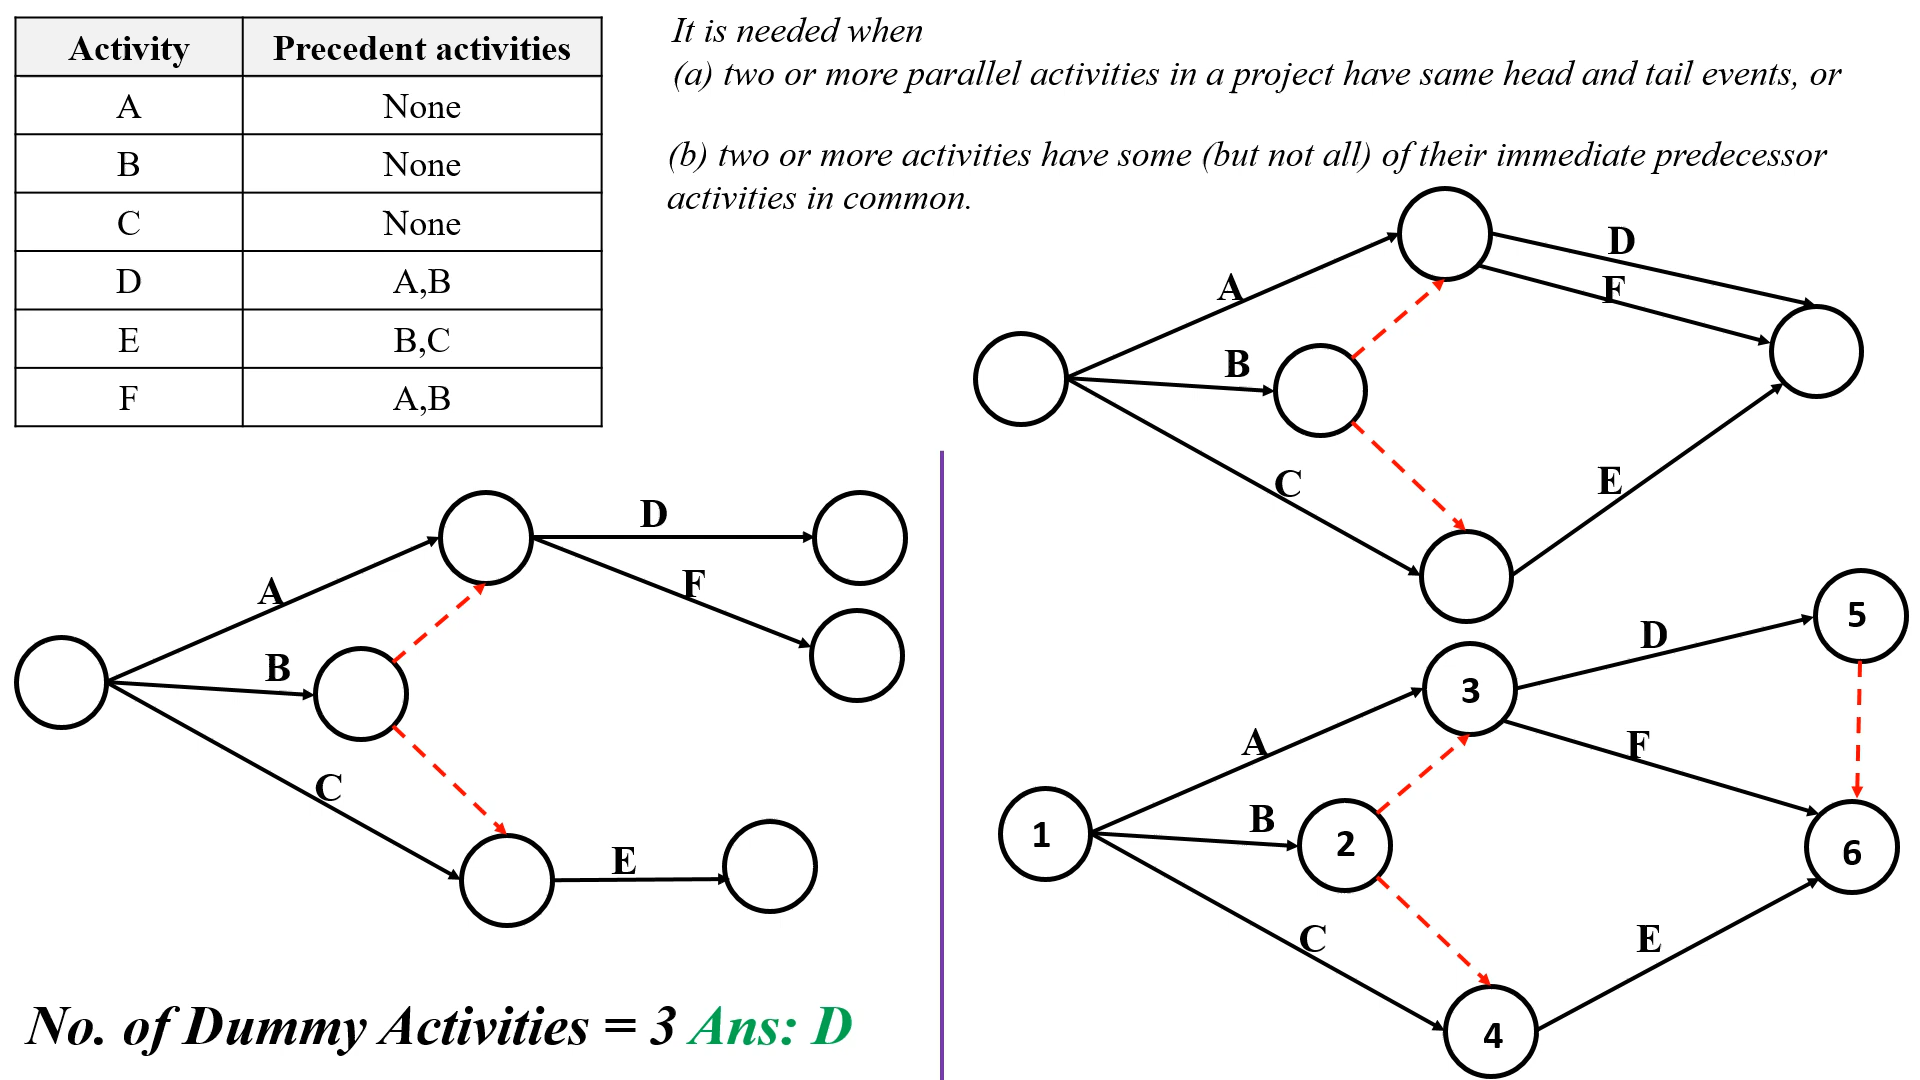 Activity Precedent activities
A None
B None
C None
D A,B
E B,C
F A,B
It is needed when
(a) two or more parallel activities in a project have same head and tail events, or
(b) two or more activities have some (but not all) of their immediate predecessor
activities in common.
A
B
C
D
F
E
A
B
C
D
F
E
1
2
3
4
5
6
A
B
C
D
F
E
No. of Dummy Activities = 3 Ans: D